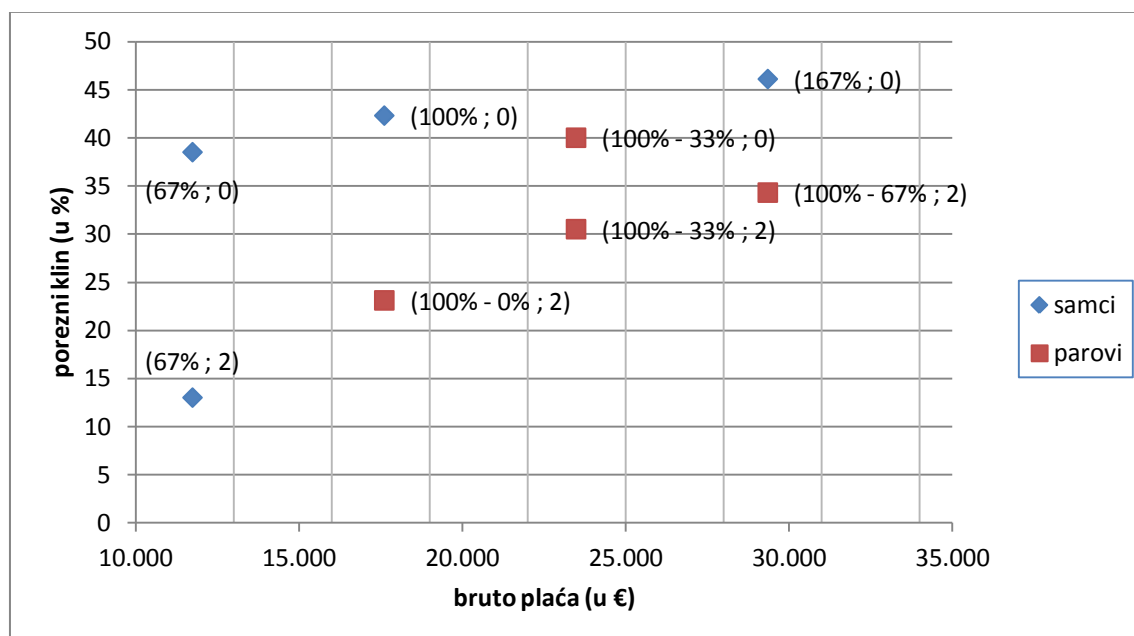 50
45
40
35
30
25
20
15
10
5
0
porezni klin (u %)
(167% ; 0)
(100% ; 0)
(100% - 33% ; 0)
(67% ; 0)
(100% - 67% ; 2)
(100% - 33% ; 2)
(100% - 0% ; 2)
(67% ; 2)
samci
parovi
10.000 15.000 20.000 25.000 30.000 35.000
bruto plaća (u €)